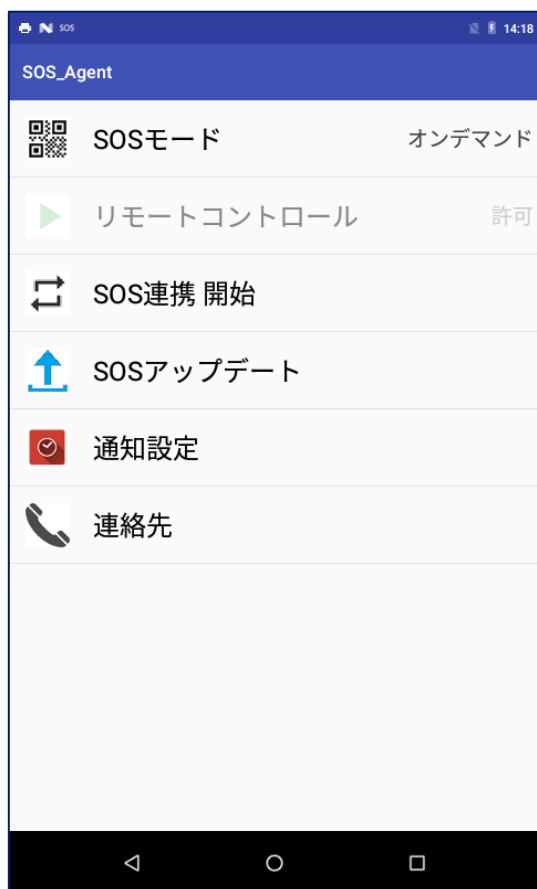 SOS 14:18
SOS_Agent
SOSモード オンデマンド
リモートコントロール 許可
SOS連携 開始
SOSアップデート
通知設定
連絡先